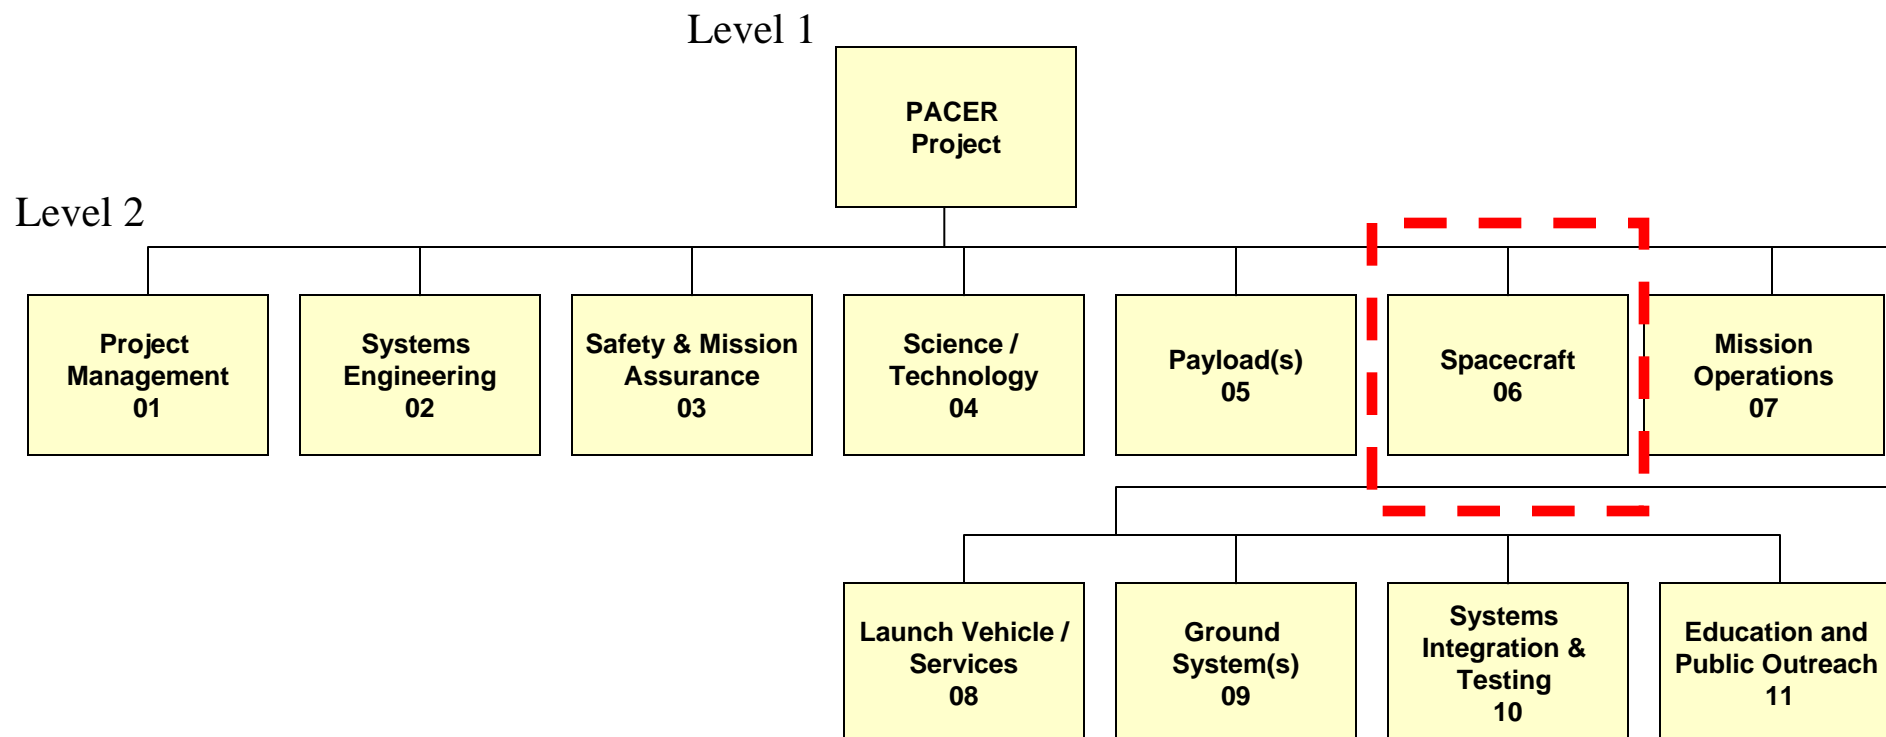 Level 1
PACER
Project
Level 2
Project
Management
01
Systems
Engineering
02
Safety & Mission
Assurance
03
Science /
Technology
04
Payload(s)
05
Spacecraft
06
Mission
Operations
07
Launch Vehicle /
Services
08
Ground
System(s)
09
Systems
Integration &
Testing
10
Education and
Public Outreach
11